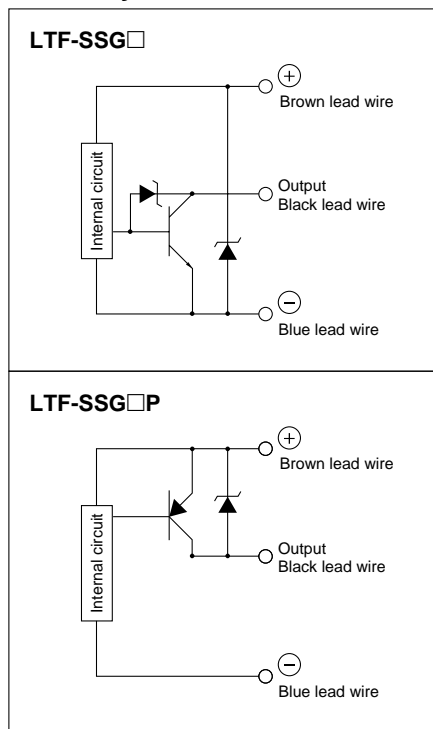 LTF-SSG□
⊕
Brown lead wire
Internal circuit
Output
Black lead wire
⊖
Blue lead wire
LTF-SSG□P
⊕
Brown lead wire
Internal circuit
Output
Black lead wire
⊖
Blue lead wire